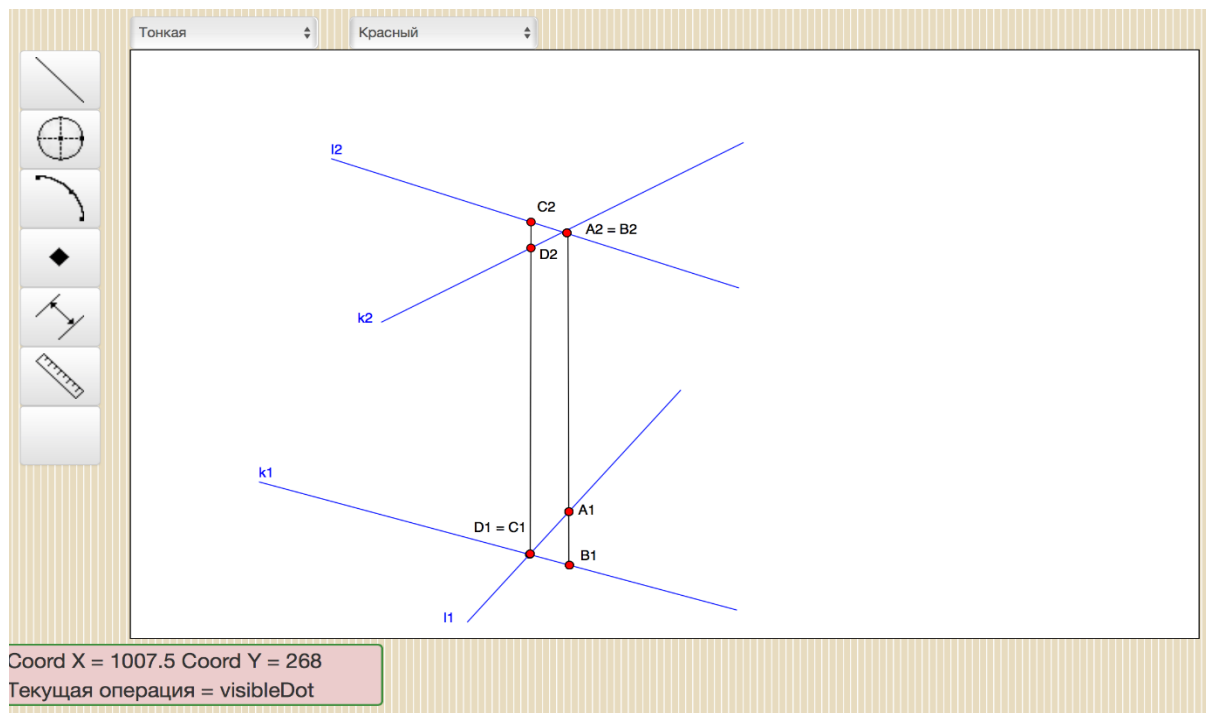 Тонкая
Красный
l2
C2
A2 = B2
D2
k2
k1
A1
D1 = C1
B1
l1
Coord X = 1007.5 Coord Y = 268
Текущая операция = visibleDot